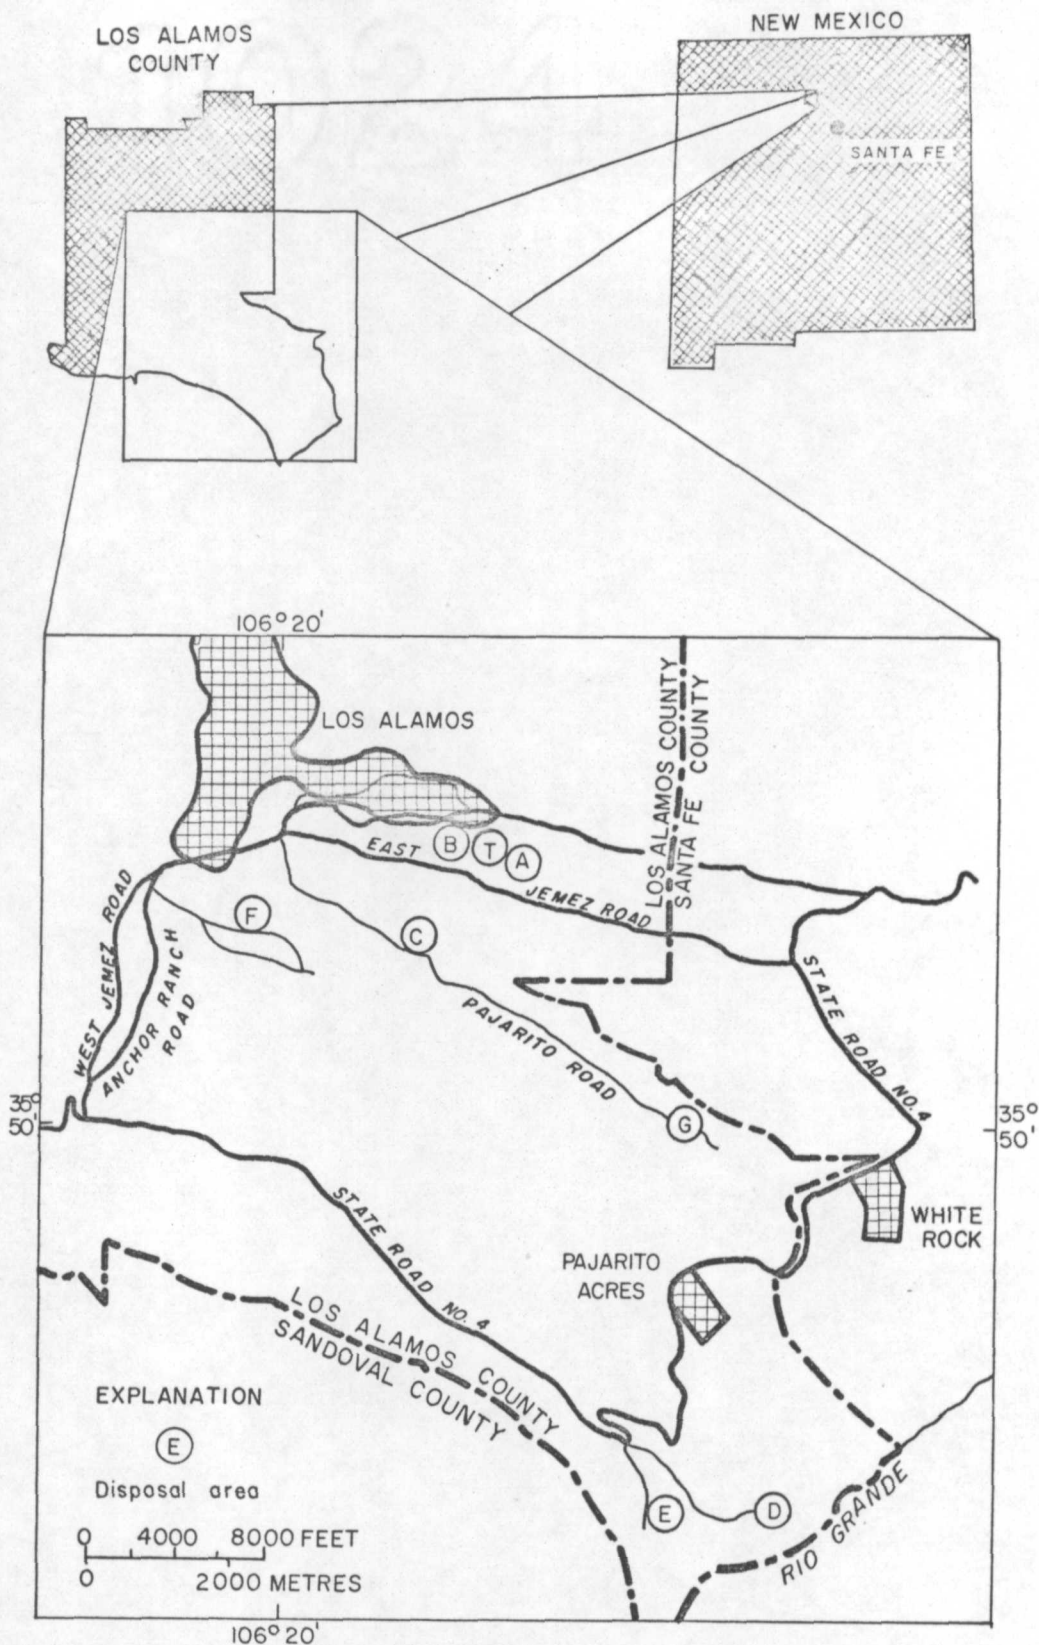 LOS ALAMOS
COUNTY
NEW MEXICO
SANTA FE
106° 20'
LOS ALAMOS
LOS ALAMOS COUNTY
SANTA FE COUNTY
B
T
A
EAST JEMEZ ROAD
F
C
WEST JEMEZ ROAD
ANCHOR RANCH
ROAD
PAJARITO ROAD
STATE ROAD NO. 4
G
35°
50'
35°
50'
WHITE
ROCK
STATE ROAD NO. 4
PAJARITO
ACRES
LOS ALAMOS COUNTY
SANDOVAL COUNTY
EXPLANATION
E
Disposal area
0 4000 8000 FEET
0 2000 METRES
E
D
RIO GRANDE
106° 20'